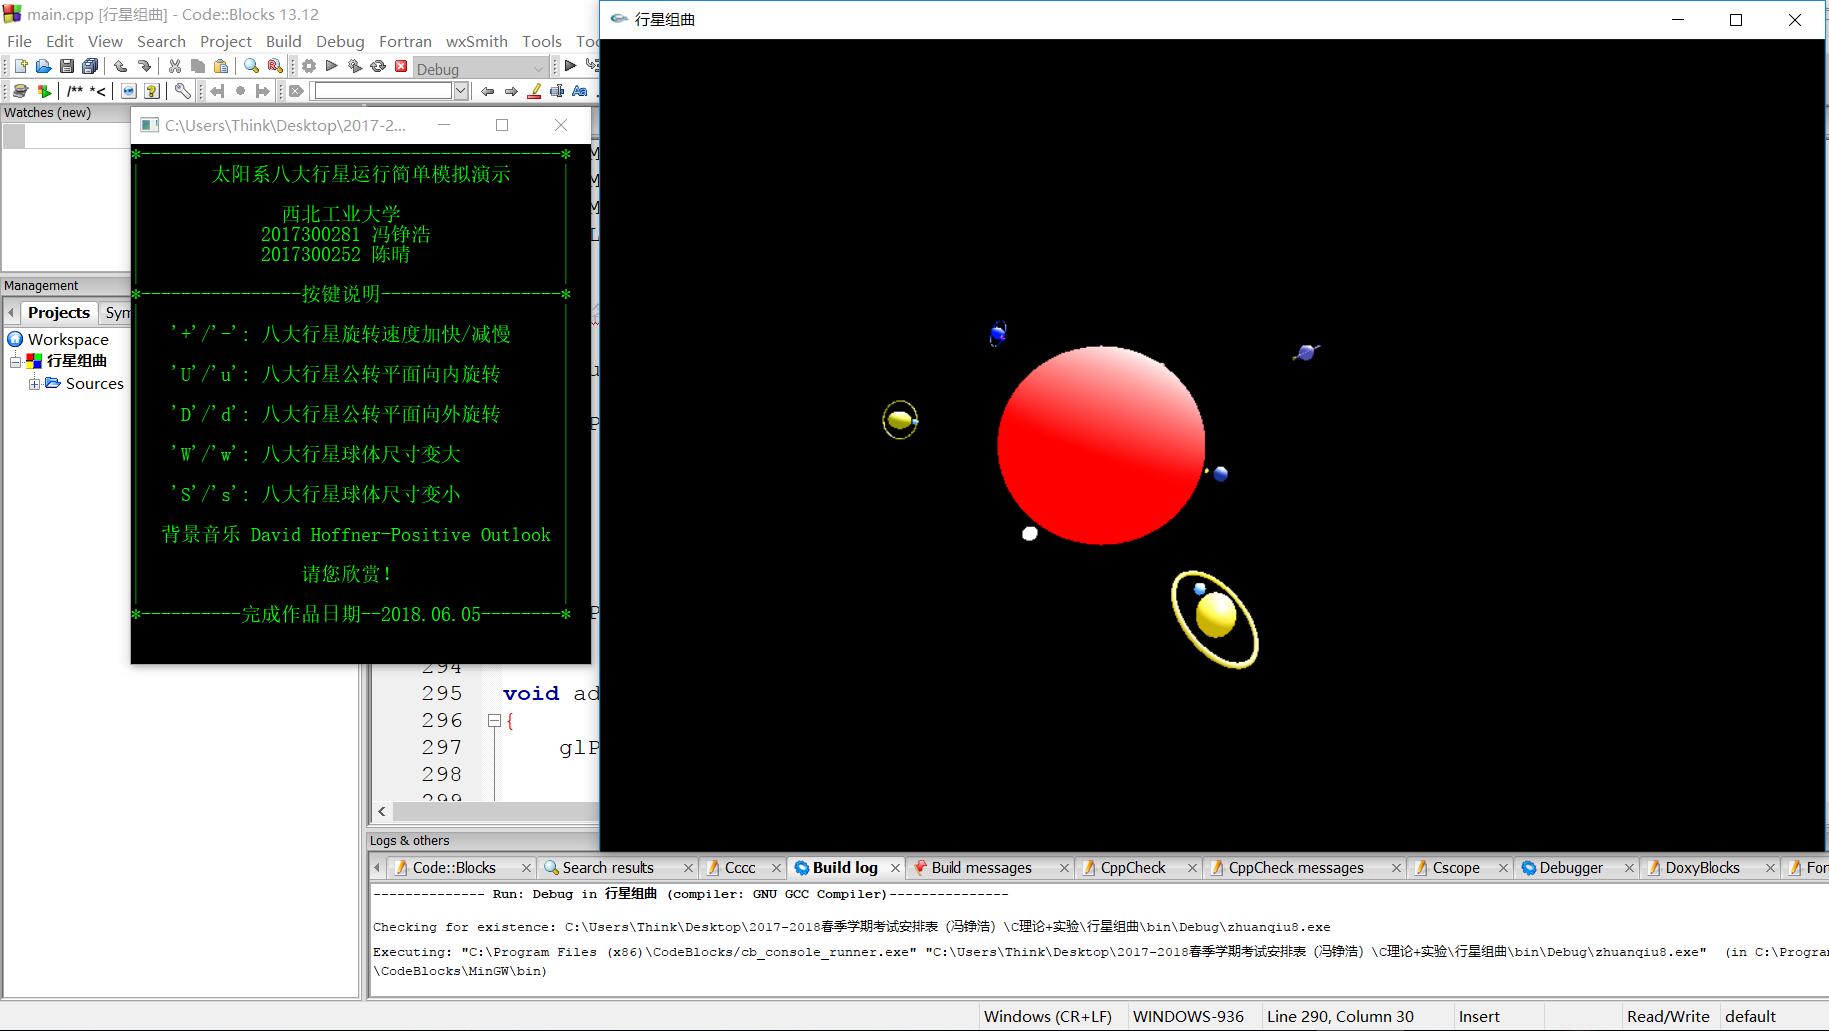 main.cpp [行星组曲] - Code::Blocks 13.12
File Edit View Search Project Build Debug Fortran wxSmith Tools
Debug
/** *<
Watches (new)
Management
Projects
Workspace
行星组曲
Sources
C:\Users\Think\Desktop\2017-2...
*------------------------------------------*
太阳系八大行星运行简单模拟演示
西北工业大学
2017300281 冯铮浩
2017300252 陈晴
*----------------按键说明------------------*
'+'/'-': 八大行星旋转速度加快/减慢
'U'/'u': 八大行星公转平面向内旋转
'D'/'d': 八大行星公转平面向外旋转
'W'/'w': 八大行星球体尺寸变大
'S'/'s': 八大行星球体尺寸变小
背景音乐 David Hoffner-Positive Outlook
请您欣赏!
*----------完成作品日期--2018.06.05--------*
294
295 void ad
296 {
297 glP
298
299
行星组曲
Logs & others
Code::Blocks Search results Cccc Build log Build messages CppCheck CppCheck messages Cscope Debugger DoxyBlocks
-------------- Run: Debug in 行星组曲 (compiler: GNU GCC Compiler)---------------
Checking for existence: C:\Users\Think\Desktop\2017-2018春季学期考试安排表（冯铮浩）\C理论+实验\行星组曲\bin\Debug\zhuanqiu8.exe
Executing: "C:\Program Files (x86)\CodeBlocks/cb_console_runner.exe" "C:\Users\Think\Desktop\2017-2018春季学期考试安排表（冯铮浩）\C理论+实验\行星组曲\bin\Debug\zhuanqiu8.exe"  (in C:\Progra
\CodeBlocks\MinGW\bin)
Windows (CR+LF) WINDOWS-936 Line 290, Column 30 Insert Read/Write default